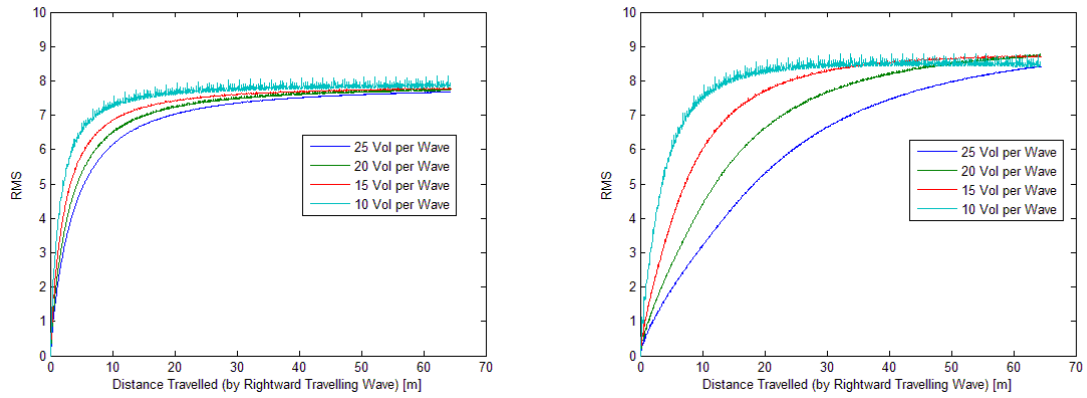 10
9
8
7
6
5
4
3
2
1
0
RMS
0 10 20 30 40 50 60 70
Distance Travelled (by Rightward Travelling Wave) [m]
25 Vol per Wave
20 Vol per Wave
15 Vol per Wave
10 Vol per Wave
10
9
8
7
6
5
4
3
2
1
0
RMS
0 10 20 30 40 50 60 70
Distance Travelled (by Rightward Travelling Wave) [m]
25 Vol per Wave
20 Vol per Wave
15 Vol per Wave
10 Vol per Wave